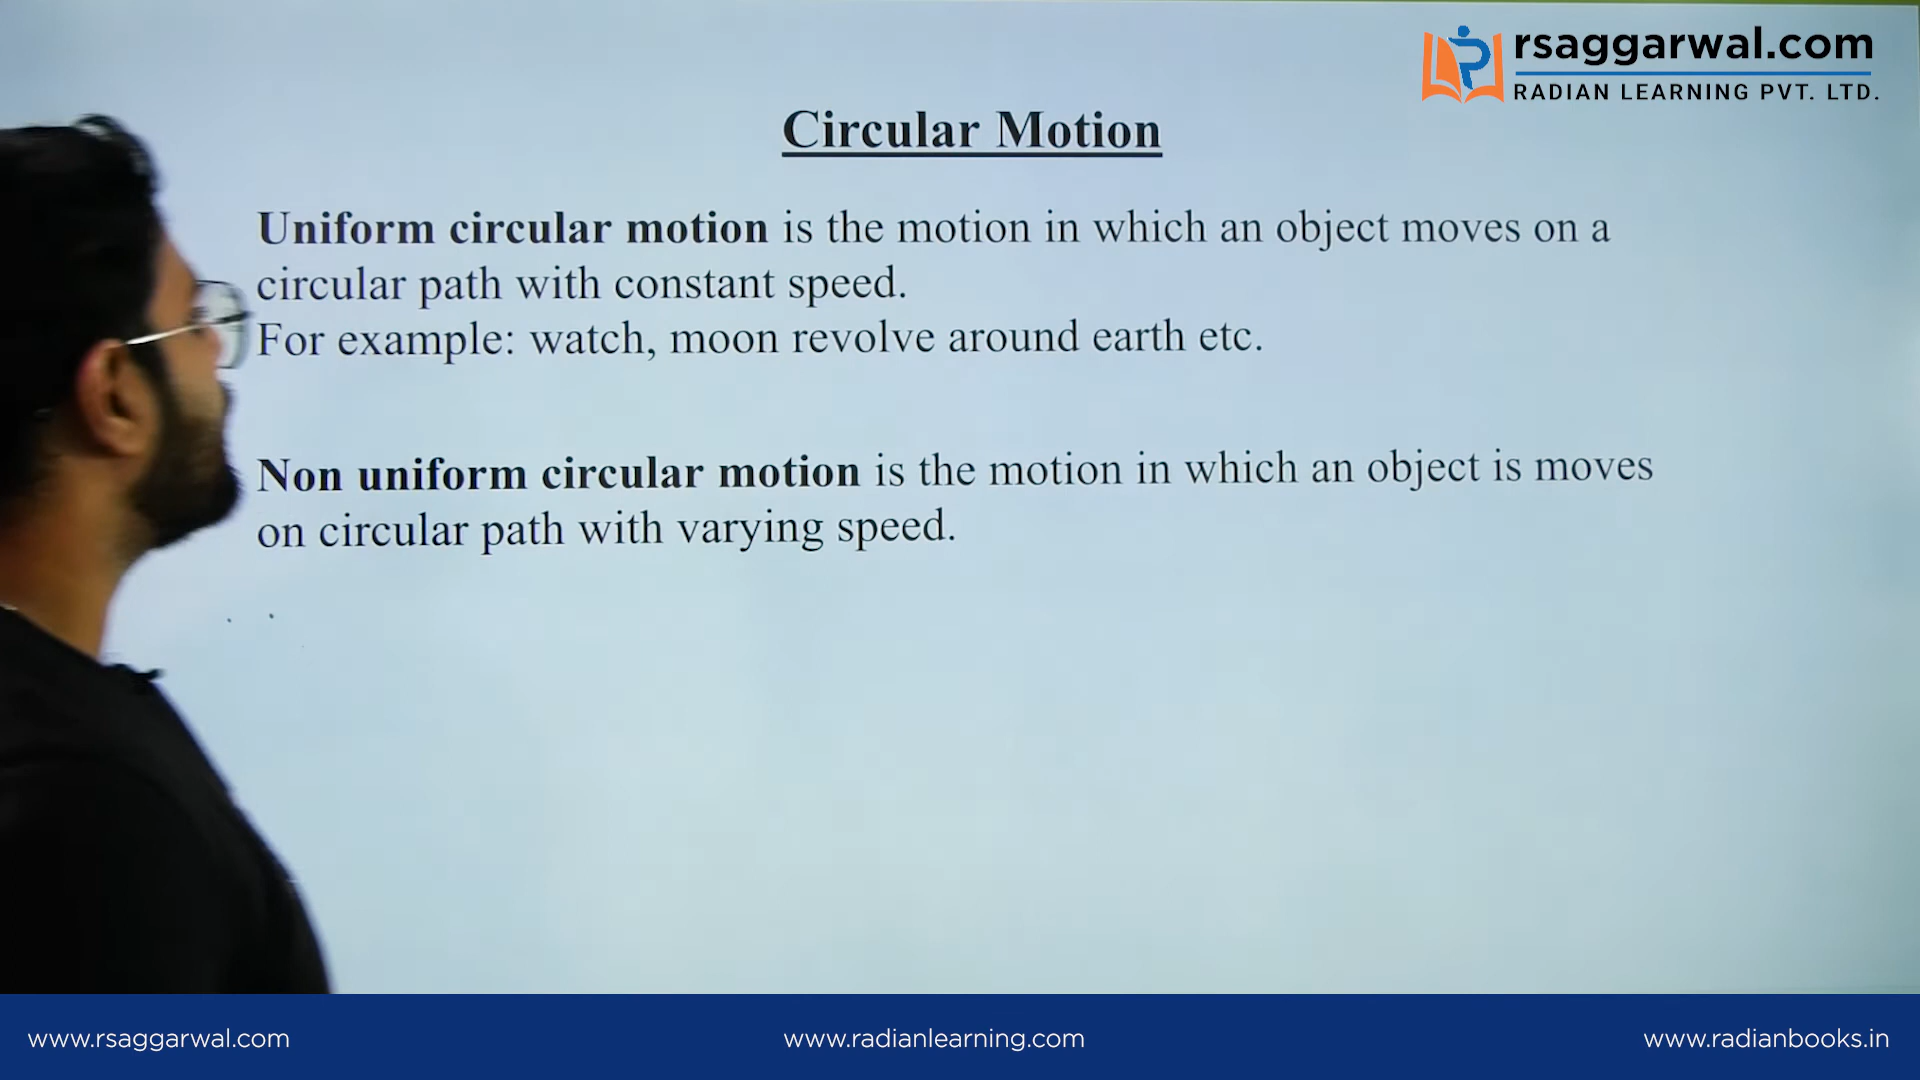 rsaggarwal.com
RADIAN LEARNING PVT. LTD.
Circular Motion
Uniform circular motion is the motion in which an object moves on a
circular path with constant speed.
For example: watch, moon revolve around earth etc.
Non uniform circular motion is the motion in which an object is moves
on circular path with varying speed.
www.rsaggarwal.com
www.radianlearning.com
www.radianbooks.in